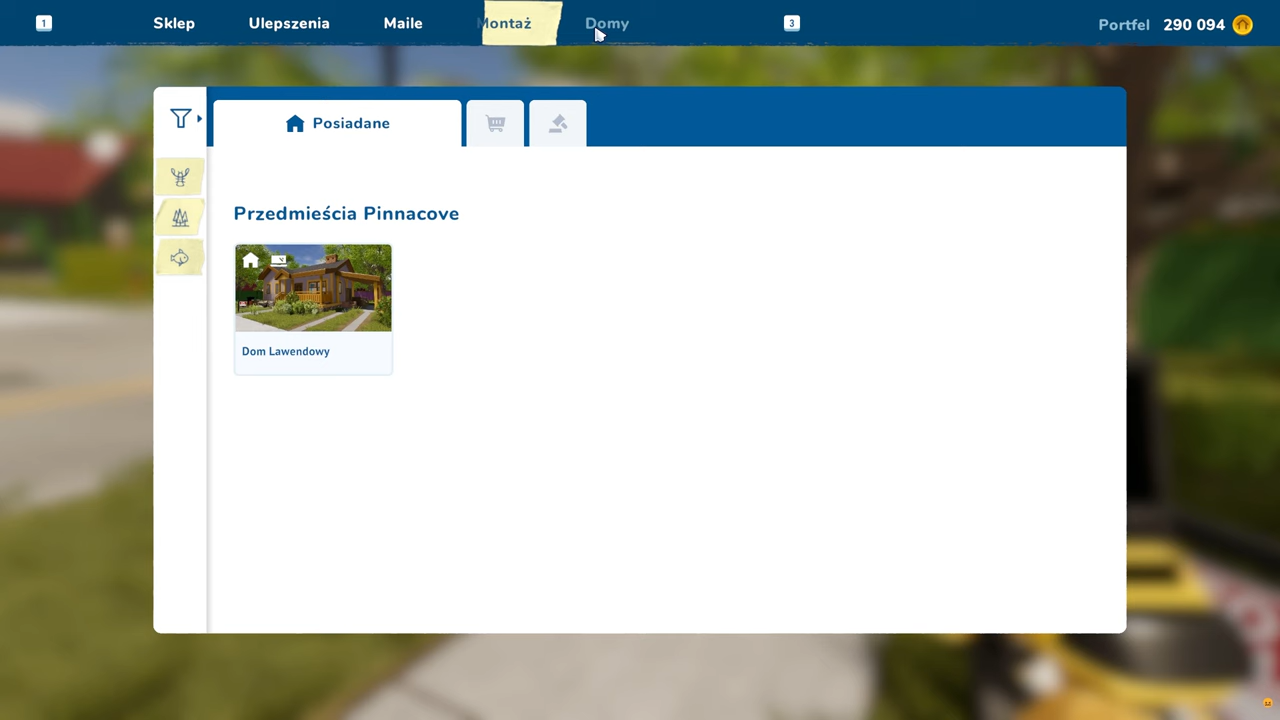 1 Sklep Ulepszenia Maile Montaż Domy 3 Portfel 290 094
Posiadane
Przedmieścia Pinnacove
Dom Lawendowy